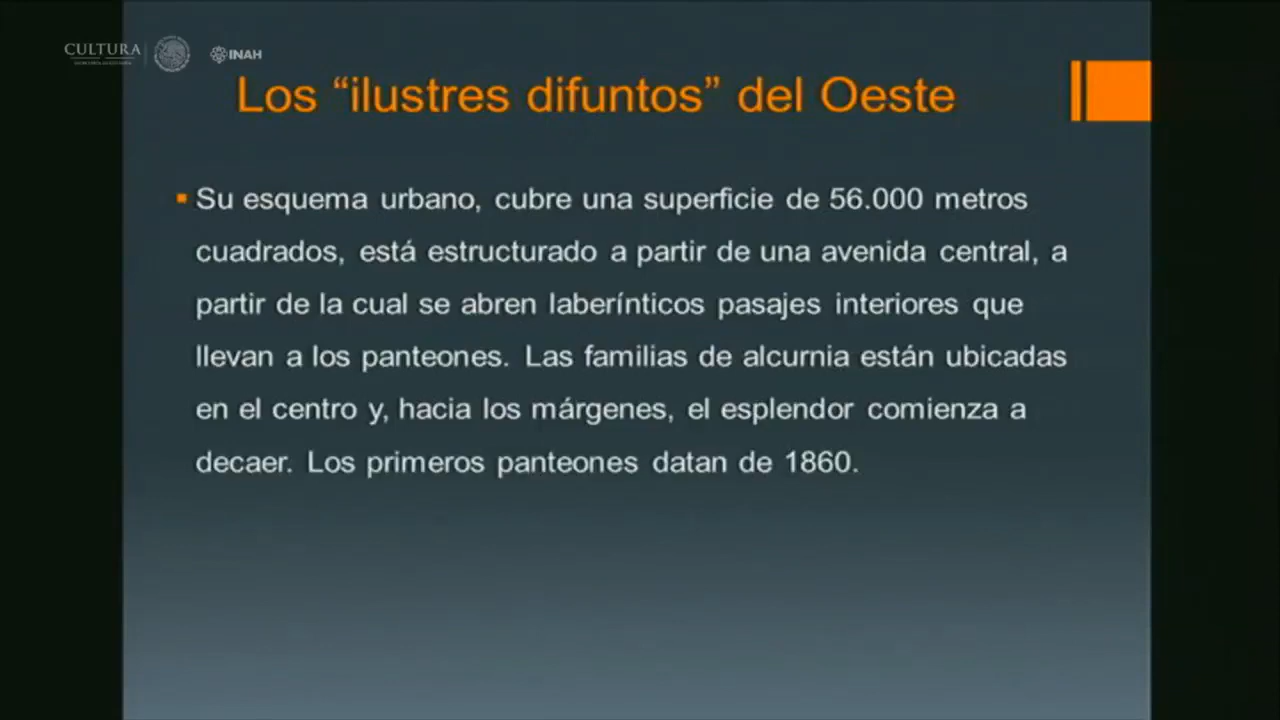 CULTURA
INAH
Los “ilustres difuntos” del Oeste
Su esquema urbano, cubre una superficie de 56.000 metros
cuadrados, está estructurado a partir de una avenida central, a
partir de la cual se abren laberínticos pasajes interiores que
llevan a los panteones. Las familias de alcurnia están ubicadas
en el centro y, hacia los márgenes, el esplendor comienza a
decaer. Los primeros panteones datan de 1860.